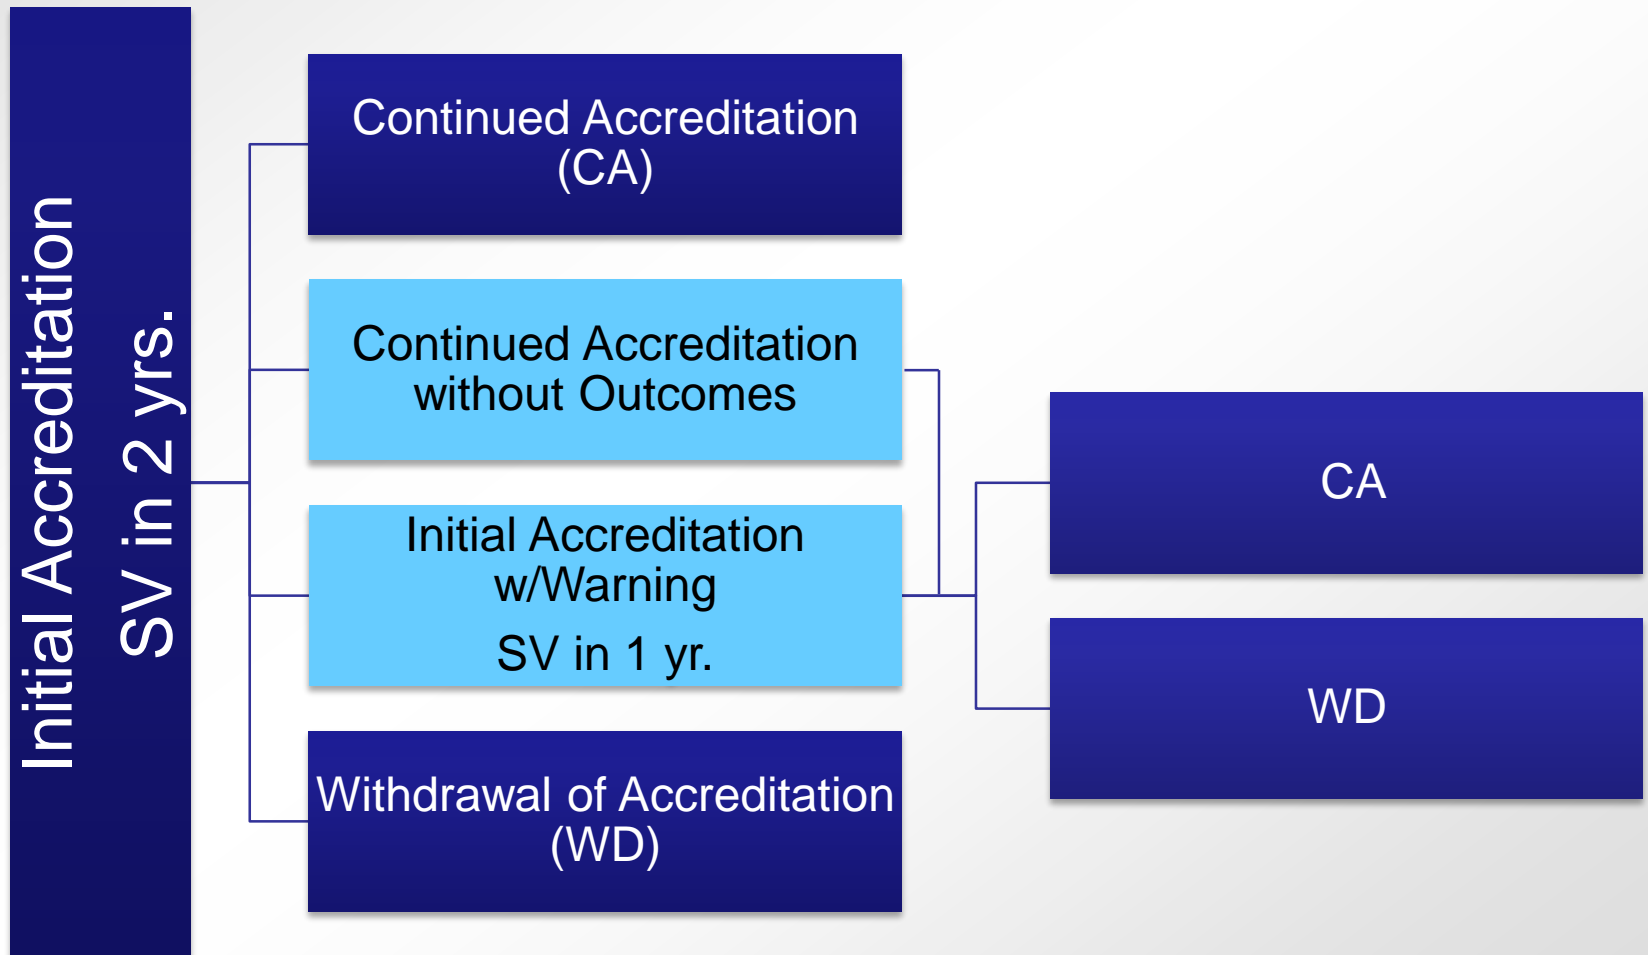 Initial Accreditation
SV in 2 yrs.
Continued Accreditation
(CA)
Continued Accreditation
without Outcomes
Initial Accreditation
w/Warning
SV in 1 yr.
Withdrawal of Accreditation
(WD)
CA
WD